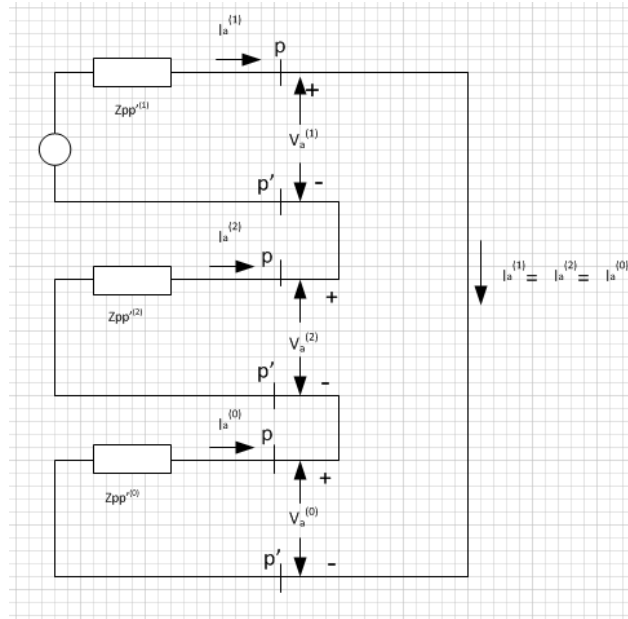 Iₐ⁽¹⁾
p
+
Zpp'⁽¹⁾
Vₐ⁽¹⁾
p' -
Iₐ⁽²⁾
p
Iₐ⁽¹⁾= Iₐ⁽²⁾= Iₐ⁽⁰⁾
+
Zpp'⁽²⁾
Vₐ⁽²⁾
p' -
Iₐ⁽⁰⁾
p
+
Zpp'⁽⁰⁾
Vₐ⁽⁰⁾
p' -